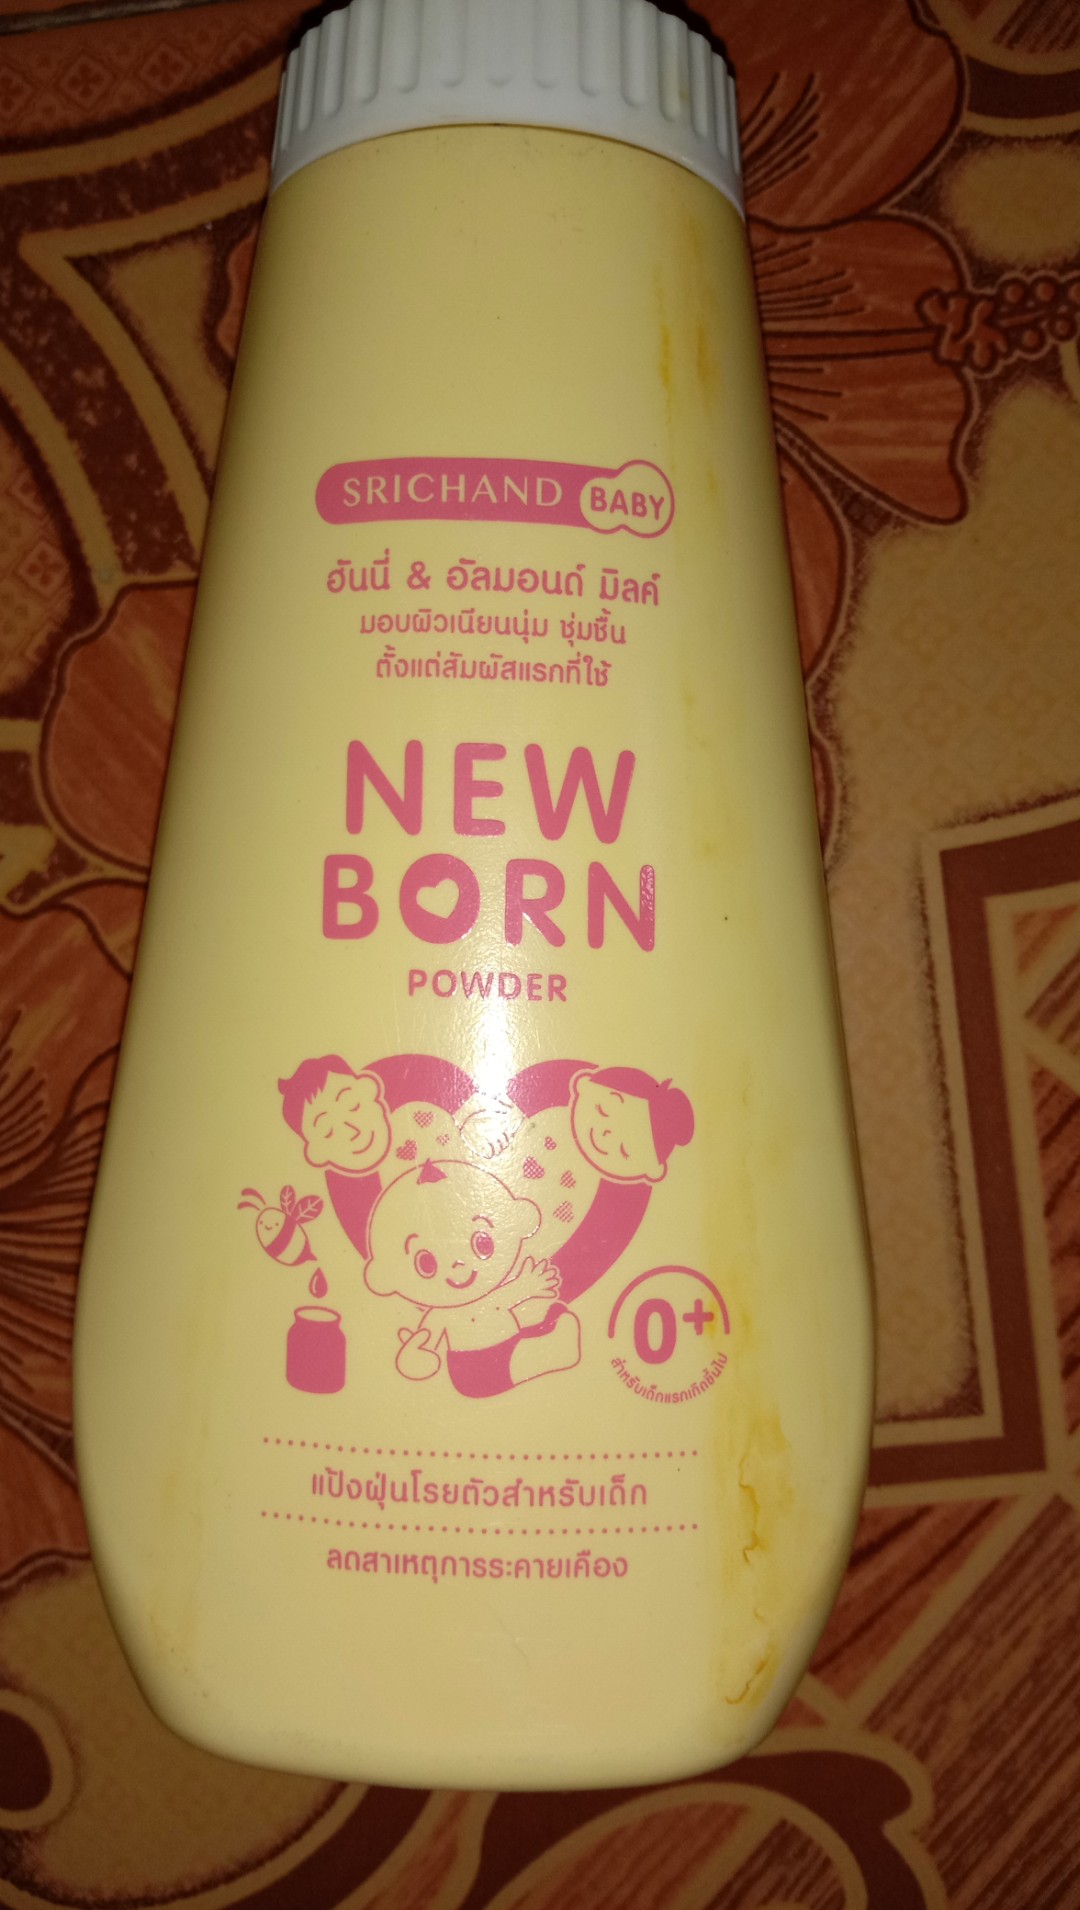 SRICHAND BABY
ฮันนี่ & อัลมอนด์ มิลค์
มอบผิวเนียนนุ่ม ชุ่มชื้น
ตั้งแต่สัมผัสแรกที่ใช้
NEW
BORN
POWDER
0+
สำหรับเด็กแรกเกิดขึ้นไป
แป้งฝุ่นโรยตัวสำหรับเด็ก
ลดสาเหตุการระคายเคือง